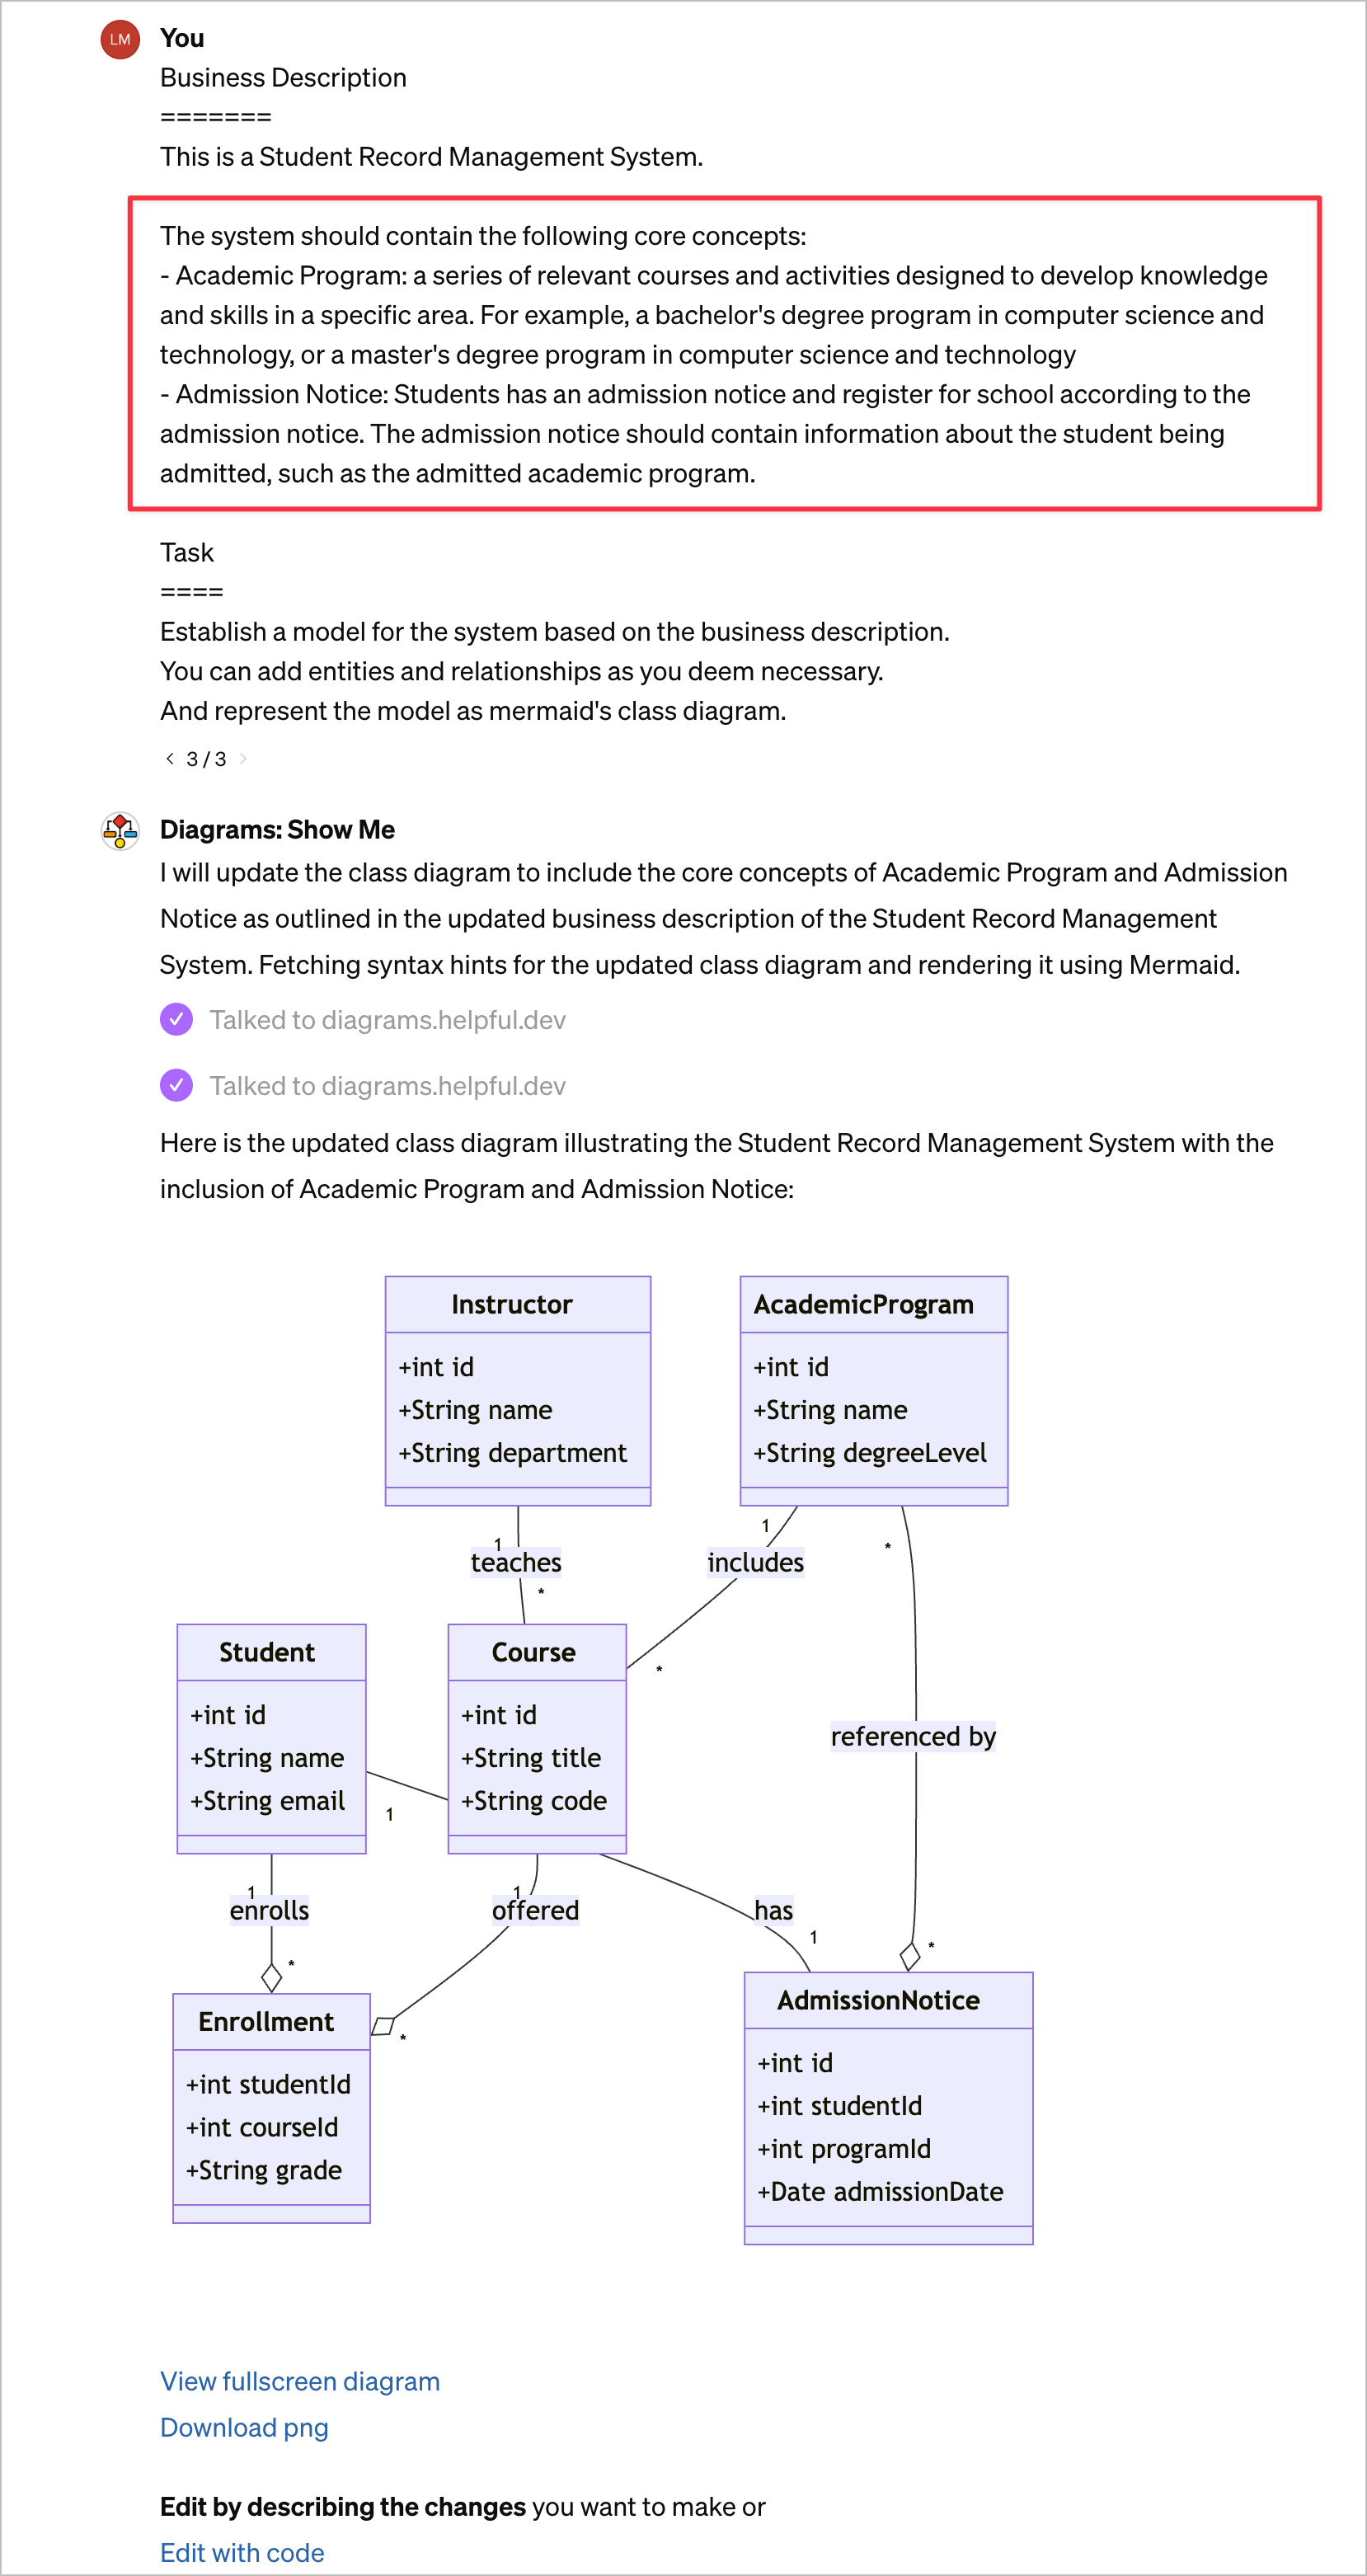 LM
You
Business Description
=======
This is a Student Record Management System.
The system should contain the following core concepts:
- Academic Program: a series of relevant courses and activities designed to develop knowledge
and skills in a specific area. For example, a bachelor's degree program in computer science and
technology, or a master's degree program in computer science and technology
- Admission Notice: Students has an admission notice and register for school according to the
admission notice. The admission notice should contain information about the student being
admitted, such as the admitted academic program.
Task
====
Establish a model for the system based on the business description.
You can add entities and relationships as you deem necessary.
And represent the model as mermaid's class diagram.
< 3 / 3 >
Diagrams: Show Me
I will update the class diagram to include the core concepts of Academic Program and Admission
Notice as outlined in the updated business description of the Student Record Management
System. Fetching syntax hints for the updated class diagram and rendering it using Mermaid.
Talked to diagrams.helpful.dev
Talked to diagrams.helpful.dev
Here is the updated class diagram illustrating the Student Record Management System with the
inclusion of Academic Program and Admission Notice:
Instructor
+int id
+String name
+String department
AcademicProgram
+int id
+String name
+String degreeLevel
1
teaches
*
1
includes
*
*
referenced by
*
Student
+int id
+String name
+String email
Course
+int id
+String title
+String code
1
1
enrolls
*
1
offered
*
has
1
Enrollment
+int studentId
+int courseId
+String grade
AdmissionNotice
+int id
+int studentId
+int programId
+Date admissionDate
View fullscreen diagram
Download png
Edit by describing the changes you want to make or
Edit with code